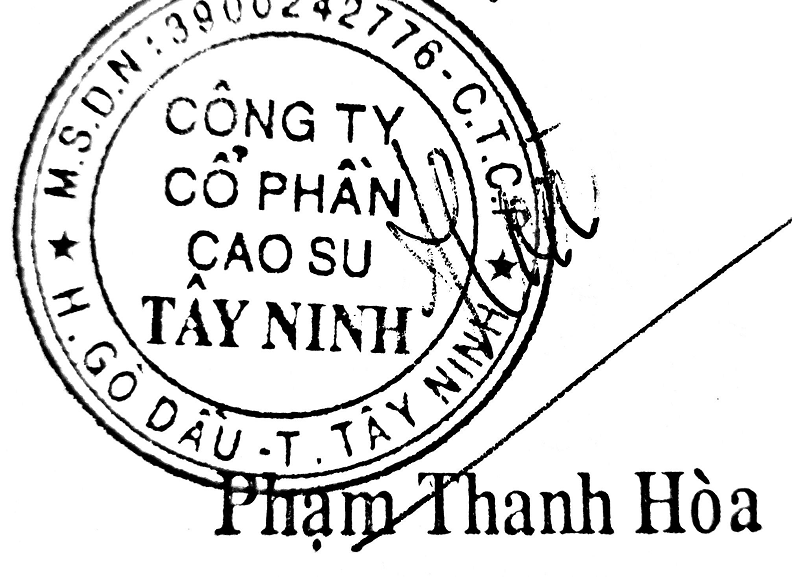 M.S.D.N: 3900242776-C.T.C.P
CÔNG TY
CỔ PHẦN
CAO SU
TÂY NINH
H. GÒ DẦU - T. TÂY NINH
Phạm Thanh Hòa